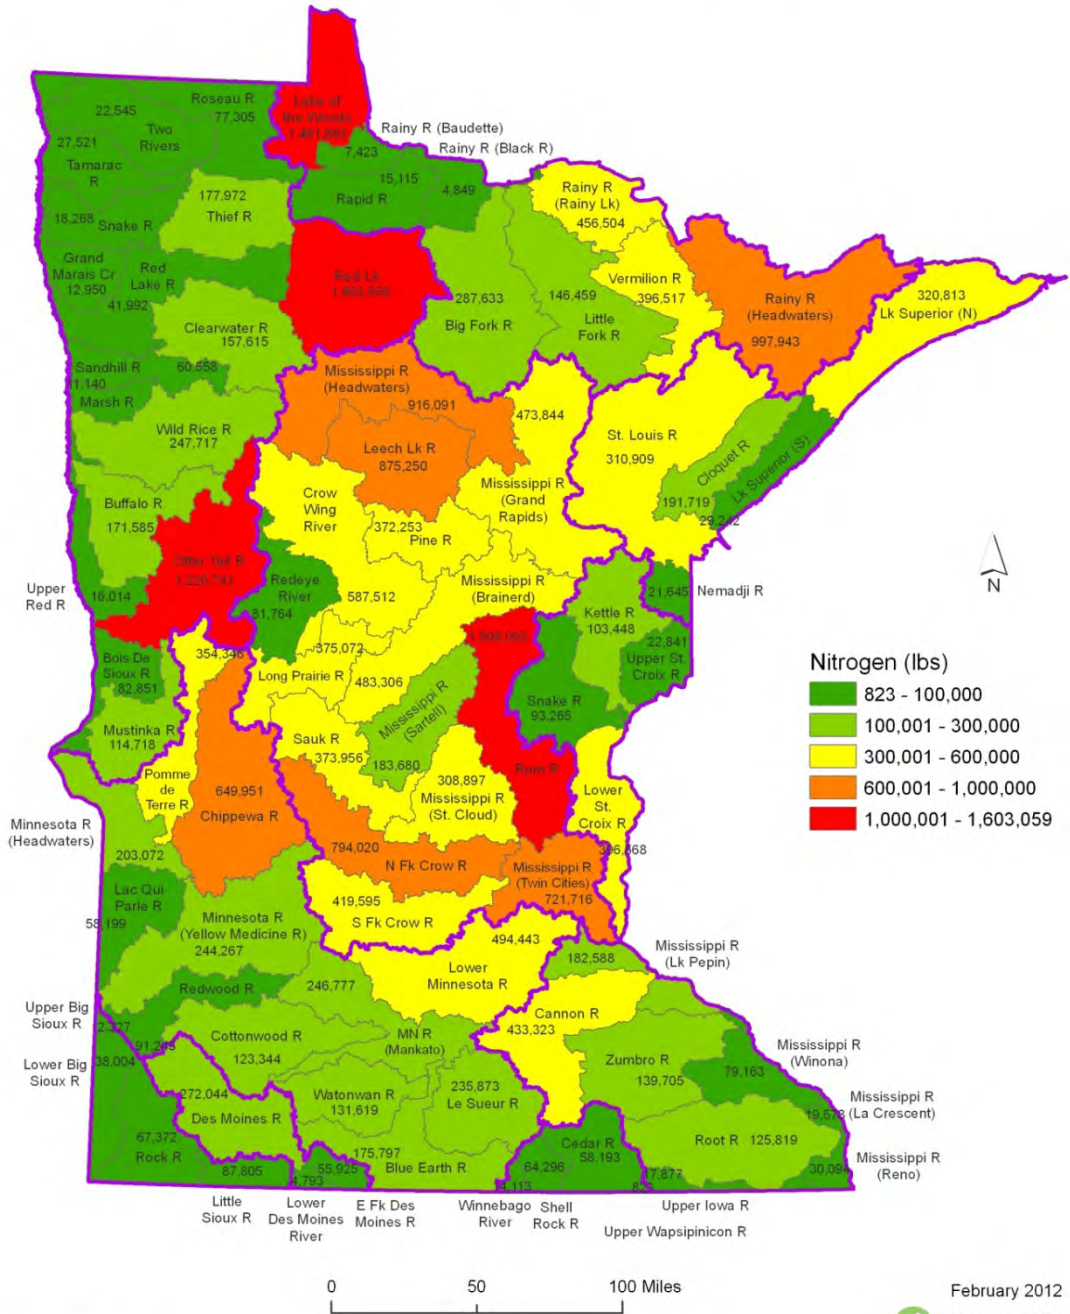 Roseau R
77,305
22,545
Two
Rivers
27,521
Tamarac
R
18,268
Snake R
177,972
Thief R
Lake of
the Woods
Rainy R (Baudette)
7,423
Rainy R (Black R)
15,115
4,849
Rapid R
Rainy R
(Rainy Lk)
456,504
Grand
Marais Cr
12,950
Red
Lake R
41,992
Red Lk
287,633
Big Fork R
146,459
Little
Fork R
Vermilion R
396,517
Rainy R
(Headwaters)
997,943
320,813
Lk Superior (N)
Clearwater R
157,615
Sandhill R
60,558
Marsh R
Mississippi R
(Headwaters)
916,091
473,844
Wild Rice R
247,717
Leech Lk R
875,250
St. Louis R
310,909
Cloquet R
191,719
Lk Superior (S)
29,242
Mississippi R
(Grand
Rapids)
Crow
Wing
River
372,253
Pine R
Buffalo R
171,585
Otter Tail R
Upper
Red R
16,014
Redeye
River
81,764
587,512
Mississippi R
(Brainerd)
21,645
Nemadji R
Kettle R
103,448
22,841
Upper St.
Croix R
354,346
375,072
Long Prairie R
483,306
Bois De
Sioux R
82,851
Mississippi R
(Sartell)
183,680
Snake R
93,265
Mustinka R
114,718
Sauk R
373,956
Pomme
de
Terre R
649,951
Chippewa R
308,897
Mississippi R
(St. Cloud)
Rum R
Lower
St.
Croix R
Minnesota R
(Headwaters)
203,072
794,020
N Fk Crow R
Mississippi R
(Twin Cities)
721,716
Lac Qui
Parle R
58,199
419,595
S Fk Crow R
Minnesota R
(Yellow Medicine R)
244,267
494,443
Lower
Minnesota R
182,588
Mississippi R
(Lk Pepin)
Redwood R
246,777
Upper Big
Sioux R
2,327
Cannon R
433,323
Cottonwood R
123,344
MN R
(Mankato)
91,245
38,004
Lower Big
Sioux R
Zumbro R
139,705
79,163
Mississippi R
(Winona)
272,044
Des Moines R
Watonwan R
131,619
235,873
Le Sueur R
Mississippi R
(La Crescent)
67,372
Rock R
175,797
Blue Earth R
Cedar R
58,193
64,296
Root R
125,819
Mississippi R
(Reno)
30,094
87,805
55,925
4,793
17,877
Little
Sioux R
Lower
Des Moines
River
E Fk Des
Moines R
Winnebago
River
Shell
Rock R
Upper Iowa R
Upper Wapsipinicon R
N
Nitrogen (lbs)
823 - 100,000
100,001 - 300,000
300,001 - 600,000
600,001 - 1,000,000
1,000,001 - 1,603,059
0 50 100 Miles
February 2012